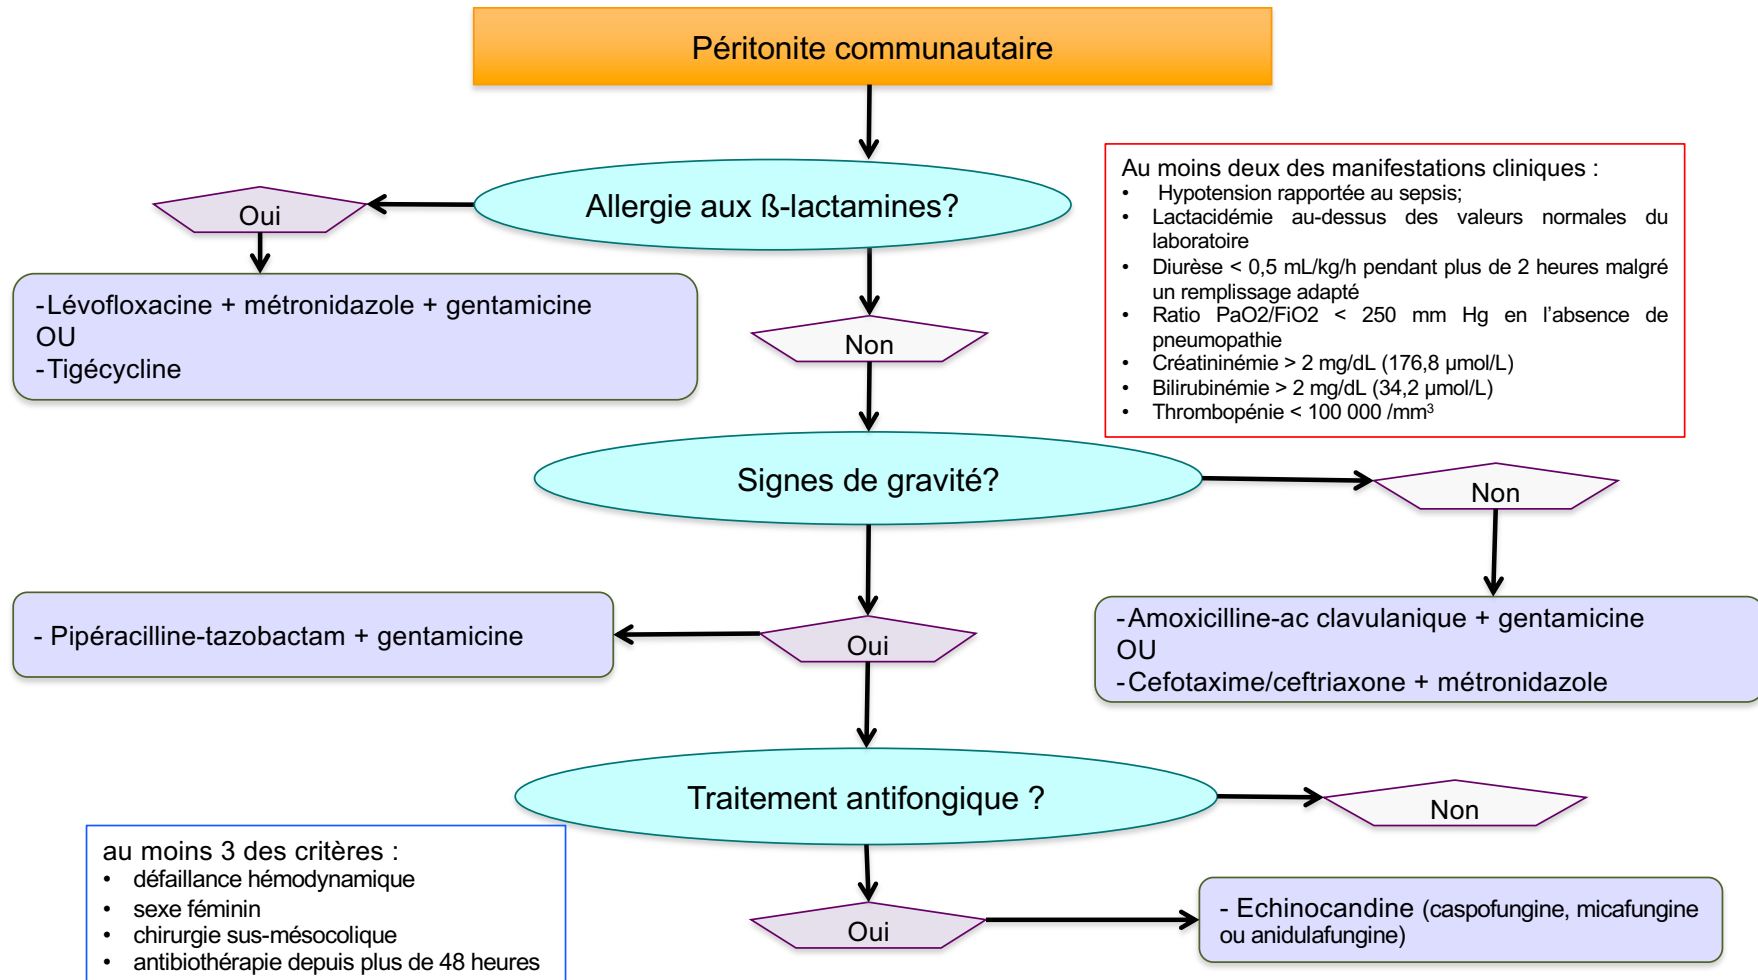 Péritonite communautaire
Allergie aux ß-lactamines?
Oui
-Lévofloxacine + métronidazole + gentamicine
OU
-Tigécycline
Non
Au moins deux des manifestations cliniques :
• Hypotension rapportée au sepsis;
• Lactacidémie au-dessus des valeurs normales du
laboratoire
• Diurèse < 0,5 mL/kg/h pendant plus de 2 heures malgré
un remplissage adapté
• Ratio PaO2/FiO2 < 250 mm Hg en l’absence de
pneumopathie
• Créatininémie > 2 mg/dL (176,8 µmol/L)
• Bilirubinémie > 2 mg/dL (34,2 µmol/L)
• Thrombopénie < 100 000 /mm³
Signes de gravité?
Non
-Amoxicilline-ac clavulanique + gentamicine
OU
-Cefotaxime/ceftriaxone + métronidazole
Oui
- Pipéracilline-tazobactam + gentamicine
Traitement antifongique ?
Non
au moins 3 des critères :
• défaillance hémodynamique
• sexe féminin
• chirurgie sus-mésocolique
• antibiothérapie depuis plus de 48 heures
Oui
- Echinocandine (caspofungine, micafungine
ou anidulafungine)